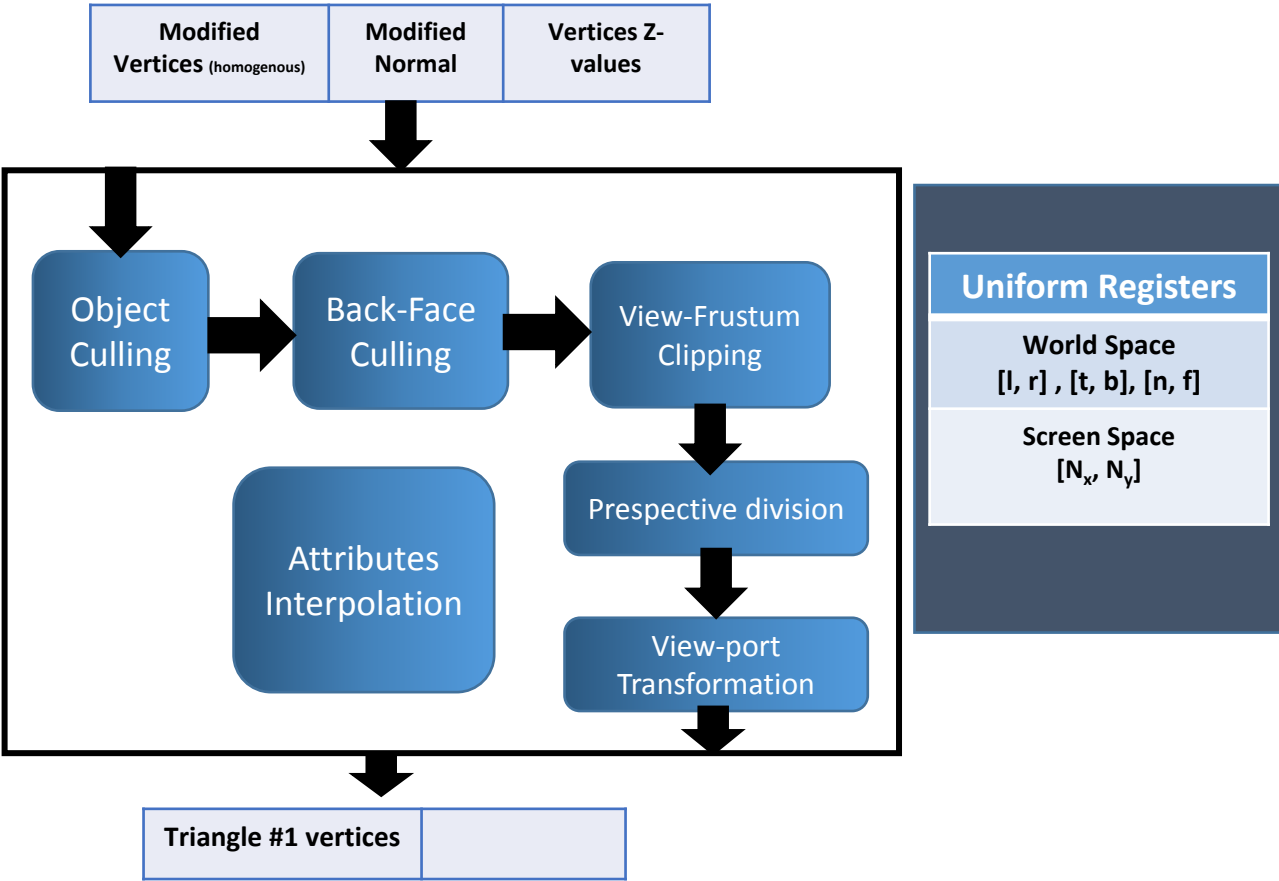 Modified
Vertices (homogenous)
Modified
Normal
Vertices Z-
values
Object
Culling
Back-Face
Culling
View-Frustum
Clipping
Uniform Registers
World Space
[l, r] , [t, b], [n, f]
Screen Space
[Nx, Ny]
Attributes
Interpolation
Prespective division
View-port
Transformation
Triangle #1 vertices